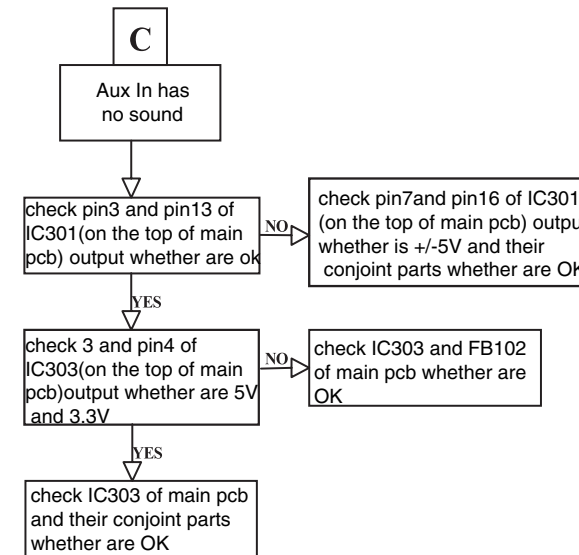 C
Aux In has
no sound
check pin3 and pin13 of
IC301(on the top of main
pcb) output whether are ok
NO
check pin7and pin16 of IC301
(on the top of main pcb) outpu
whether is +/-5V and their
conjoint parts whether are OK
YES
check 3 and pin4 of
IC303(on the top of main
pcb)output whether are 5V
and 3.3V
NO
check IC303 and FB102
of main pcb whether are
OK
YES
check IC303 of main pcb
and their conjoint parts
whether are OK